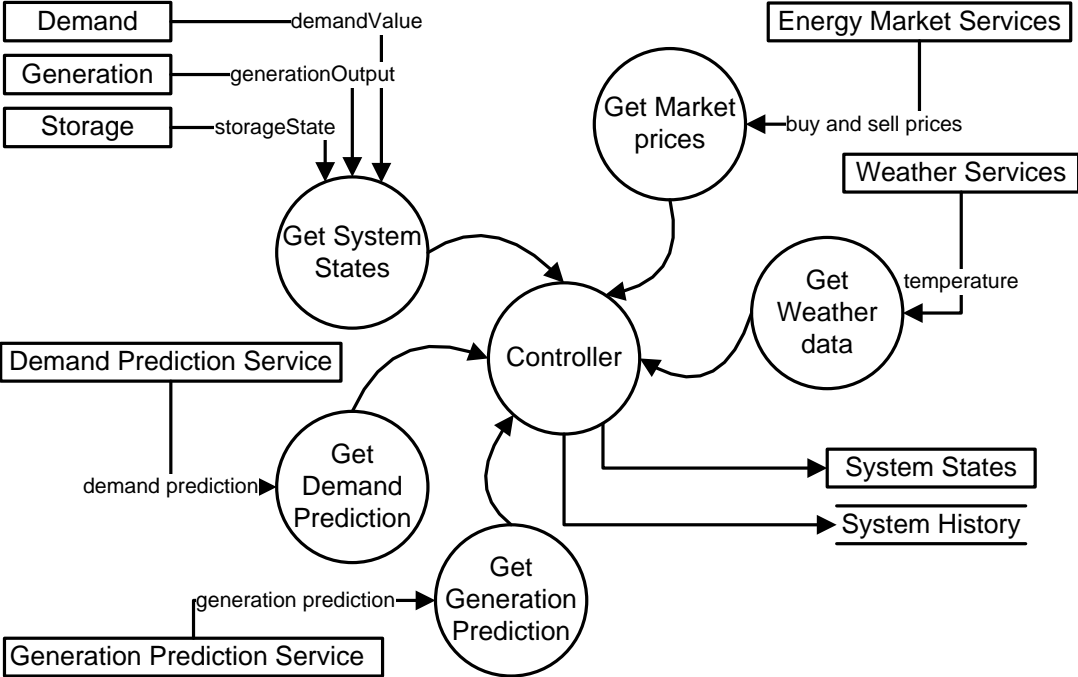 Demand
demandValue
Energy Market Services
Generation
generationOutput
Storage
storageState
Get Market
prices
buy and sell prices
Weather Services
Get System
States
Get
Weather
data
temperature
Demand Prediction Service
Controller
demand prediction
Get
Demand
Prediction
System States
System History
generation prediction
Get
Generation
Prediction
Generation Prediction Service